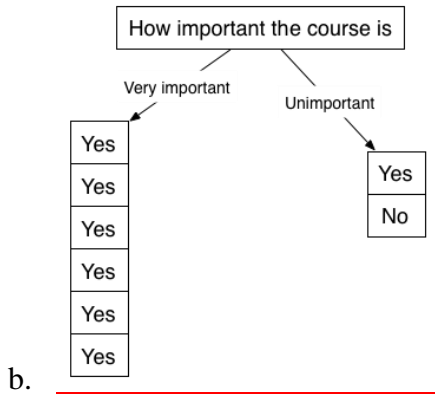 How important the course is
Very important
Unimportant
Yes
Yes
Yes
Yes
Yes
Yes
Yes
No
b.